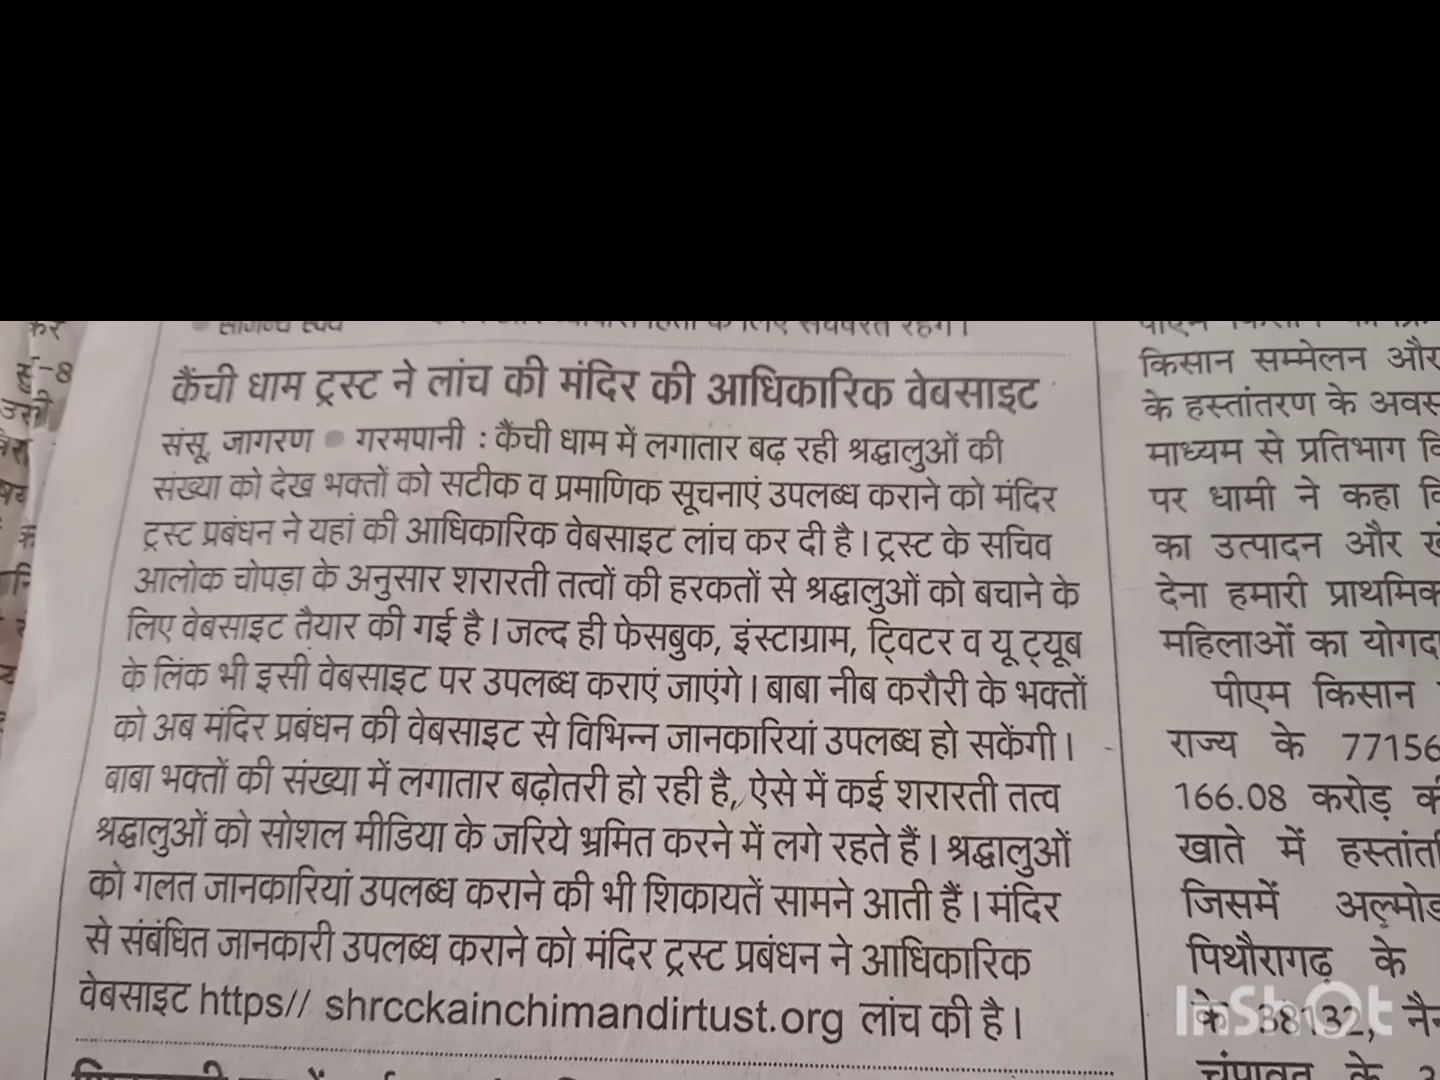 के लिए
रहेंगे।
कैंची धाम ट्रस्ट ने लांच की मंदिर की आधिकारिक वेबसाइट
संसू, जागरण ● गरमपानी : कैंची धाम में लगातार बढ़ रही श्रद्धालुओं की
संख्या को देख भक्तों को सटीक व प्रमाणिक सूचनाएं उपलब्ध कराने को मंदिर
ट्रस्ट प्रबंधन ने यहां की आधिकारिक वेबसाइट लांच कर दी है। ट्रस्ट के सचिव
आलोक चोपड़ा के अनुसार शरारती तत्वों की हरकतों से श्रद्धालुओं को बचाने के
लिए वेबसाइट तैयार की गई है। जल्द ही फेसबुक, इंस्टाग्राम, ट्विटर व यू ट्यूब
के लिंक भी इसी वेबसाइट पर उपलब्ध कराएं जाएंगे। बाबा नीब करौरी के भक्तों
को अब मंदिर प्रबंधन की वेबसाइट से विभिन्न जानकारियां उपलब्ध हो सकेंगी।
बाबा भक्तों की संख्या में लगातार बढ़ोतरी हो रही है, ऐसे में कई शरारती तत्व
श्रद्धालुओं को सोशल मीडिया के जरिये भ्रमित करने में लगे रहते हैं। श्रद्धालुओं
को गलत जानकारियां उपलब्ध कराने की भी शिकायतें सामने आती हैं। मंदिर
से संबंधित जानकारी उपलब्ध कराने को मंदिर ट्रस्ट प्रबंधन ने आधिकारिक
वेबसाइट https// shrcckainchimandirtust.org लांच की है।
किसान सम्मेलन और
के हस्तांतरण के
माध्यम से प्रतिभाग
पर धामी ने कहा
का उत्पादन और
देना हमारी
महिलाओं का
पीएम किसान
राज्य के 77156
166.08 करोड़
खाते में
जिसमें
पिथौरागढ़ के
के 38132,
चंपावत के
InShOt